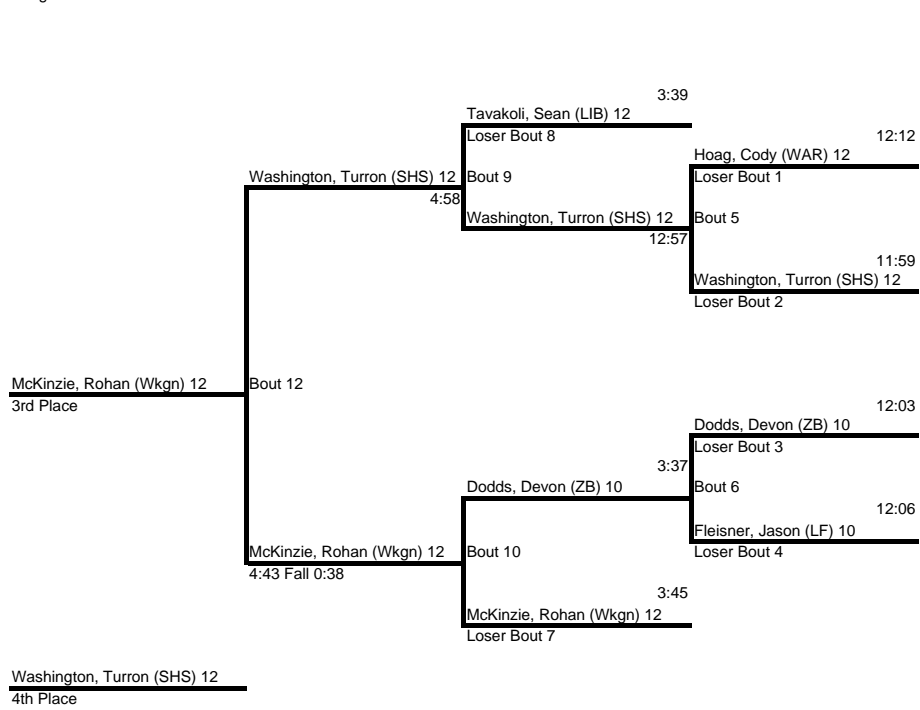 3:39
Tavakoli, Sean (LIB) 12
Loser Bout 8
12:12
Hoag, Cody (WAR) 12
Loser Bout 1
Washington, Turron (SHS) 12
Bout 9
4:58
Washington, Turron (SHS) 12
Bout 5
12:57
11:59
Washington, Turron (SHS) 12
Loser Bout 2
McKinzie, Rohan (Wkgn) 12
Bout 12
3rd Place
12:03
Dodds, Devon (ZB) 10
Loser Bout 3
3:37
Dodds, Devon (ZB) 10
Bout 6
12:06
Fleisner, Jason (LF) 10
Loser Bout 4
McKinzie, Rohan (Wkgn) 12
Bout 10
4:43 Fall 0:38
3:45
McKinzie, Rohan (Wkgn) 12
Loser Bout 7
Washington, Turron (SHS) 12
4th Place